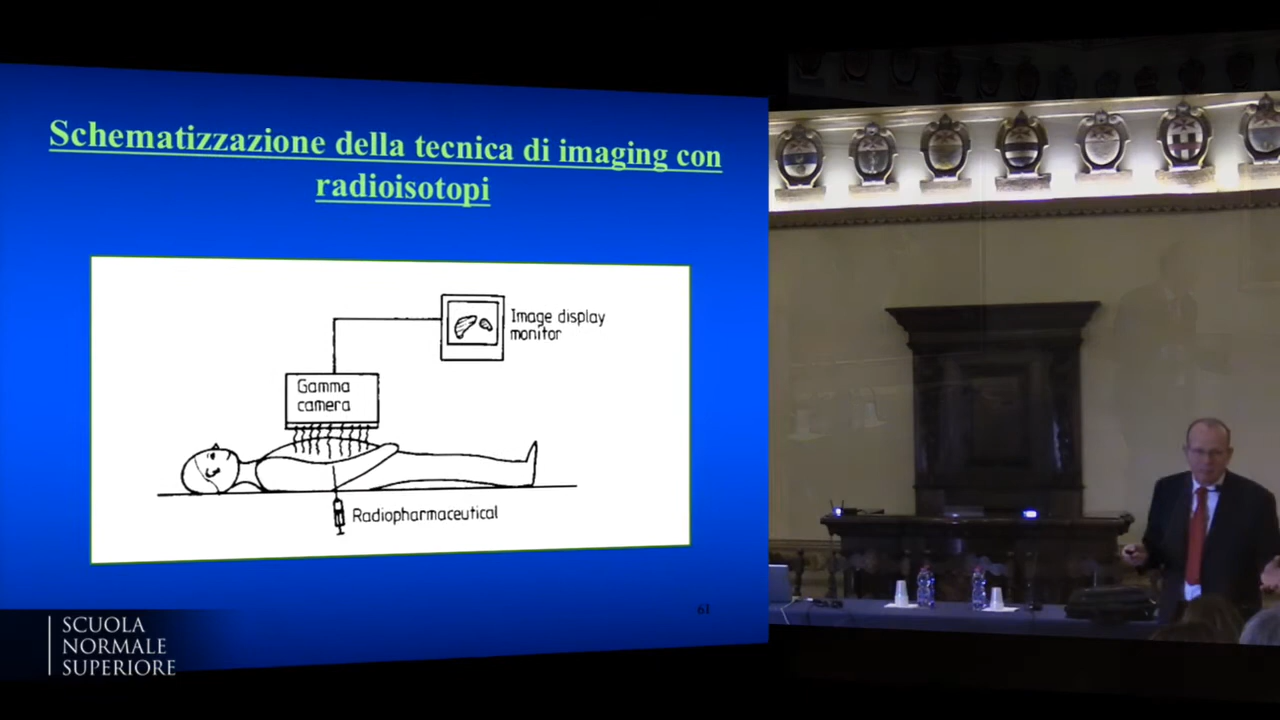 Schematizzazione della tecnica di imaging con
radioisotopi
Image display
monitor
Gamma
camera
Radiopharmaceutical
61
SCUOLA
NORMALE
SUPERIORE